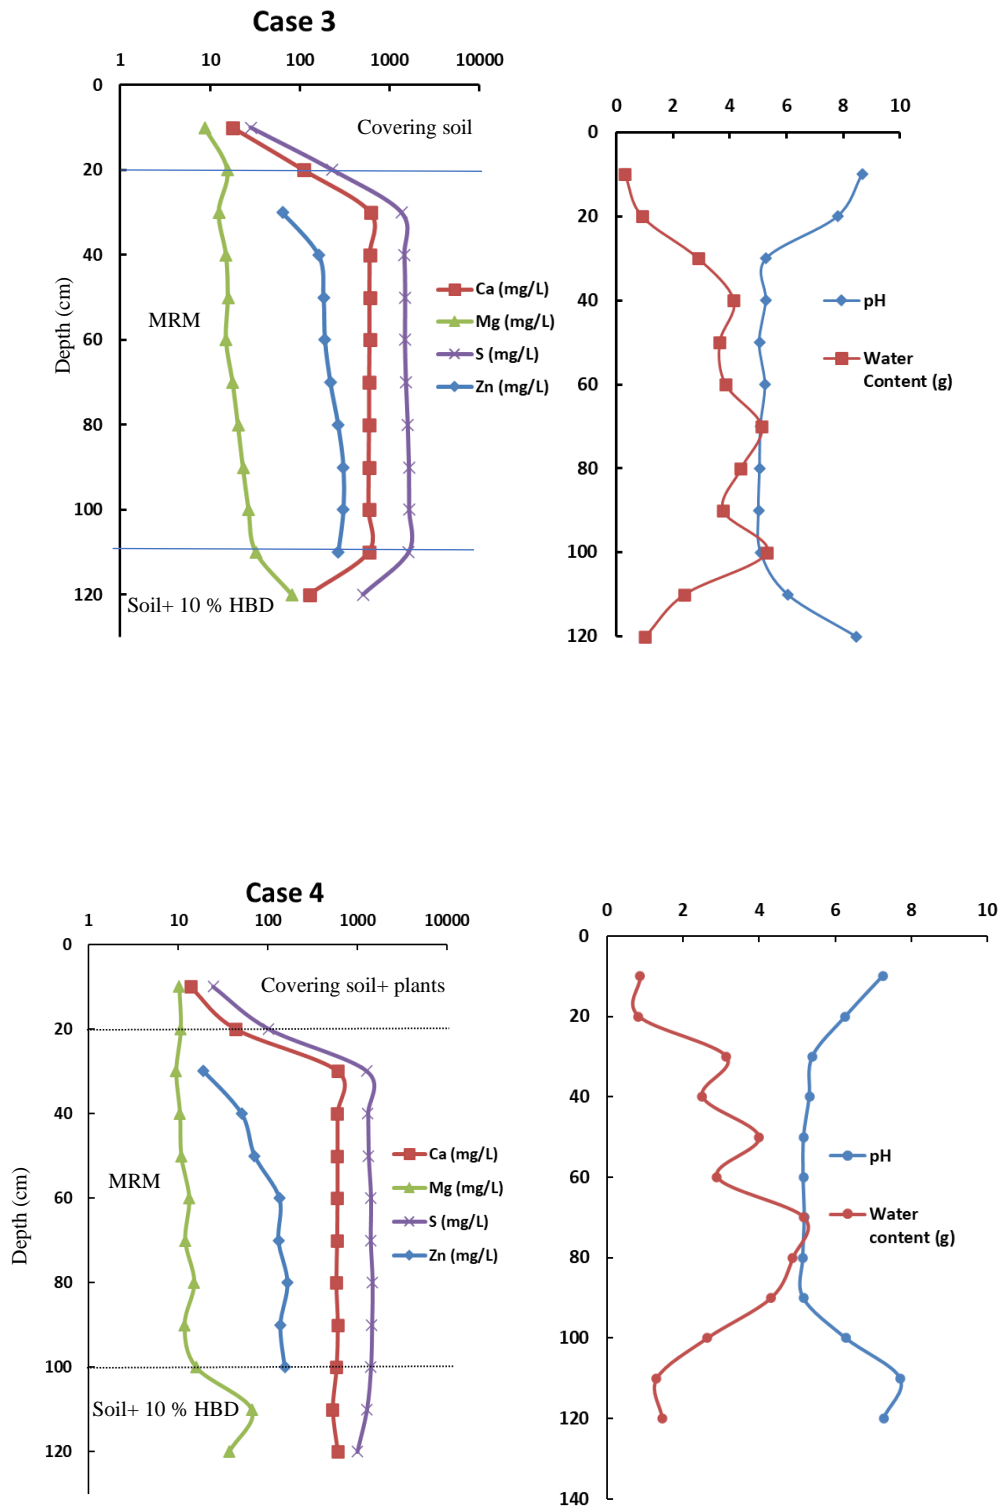 Case 3
1 10 100 1000 10000
0
20
40
60
80
100
120
Depth (cm)
Covering soil
MRM
Soil+ 10 % HBD
Ca (mg/L)
Mg (mg/L)
S (mg/L)
Zn (mg/L)
0 2 4 6 8 10
0
20
40
60
80
100
120
pH
Water
Content (g)
Case 4
1 10 100 1000 10000
0
20
40
60
80
100
120
Depth (cm)
Covering soil+ plants
MRM
Soil+ 10 % HBD
Ca (mg/L)
Mg (mg/L)
S (mg/L)
Zn (mg/L)
0 2 4 6 8 10
0
20
40
60
80
100
120
140
pH
Water
content (g)